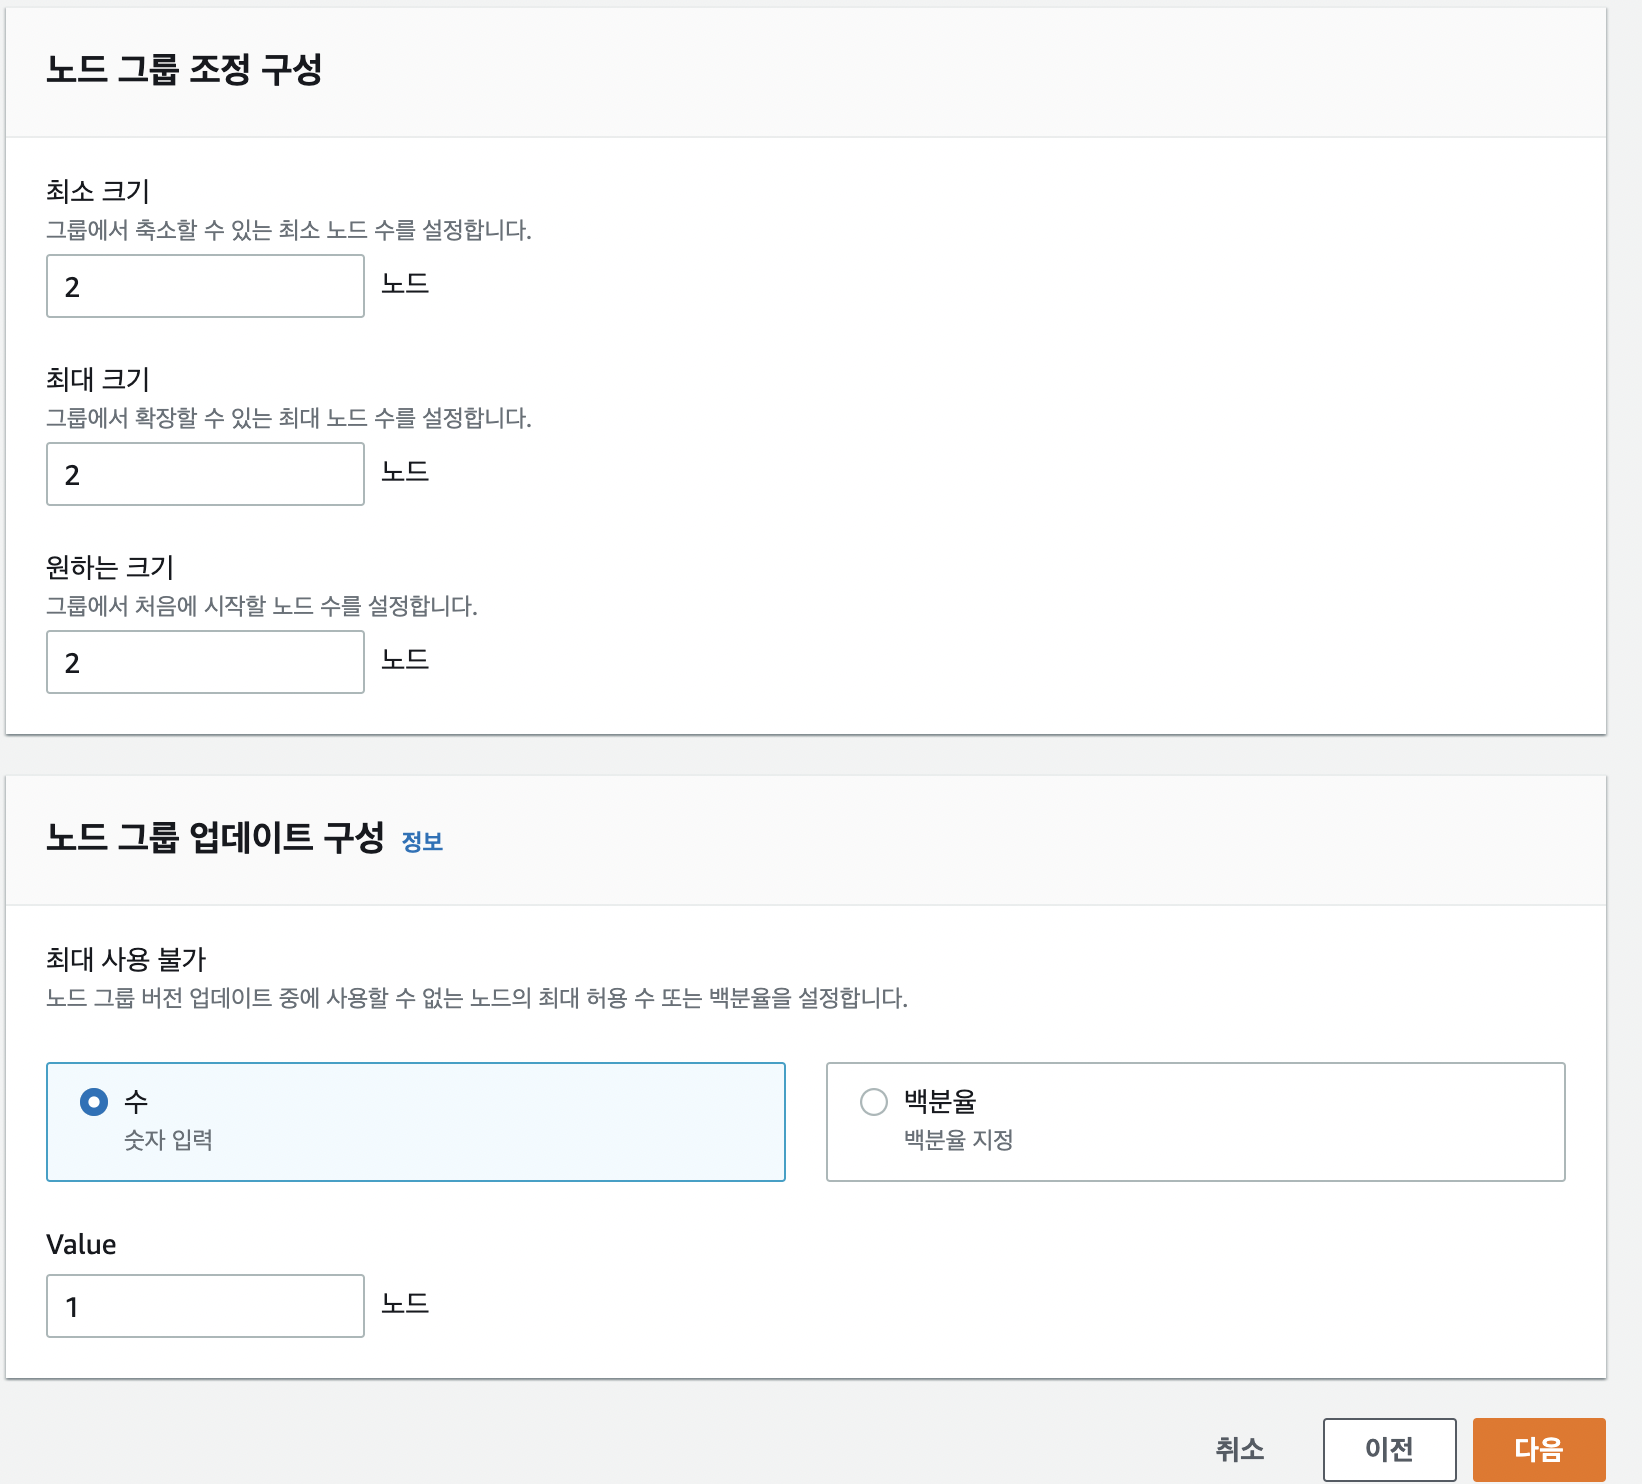 노드 그룹 조정 구성
최소 크기
그룹에서 축소할 수 있는 최소 노드 수를 설정합니다.
2 노드
최대 크기
그룹에서 확장할 수 있는 최대 노드 수를 설정합니다.
2 노드
원하는 크기
그룹에서 처음에 시작할 노드 수를 설정합니다.
2 노드
노드 그룹 업데이트 구성 정보
최대 사용 불가
노드 그룹 버전 업데이트 중에 사용할 수 없는 노드의 최대 허용 수 또는 백분율을 설정합니다.
수
숫자 입력
백분율
백분율 지정
Value
1 노드
취소 이전 다음